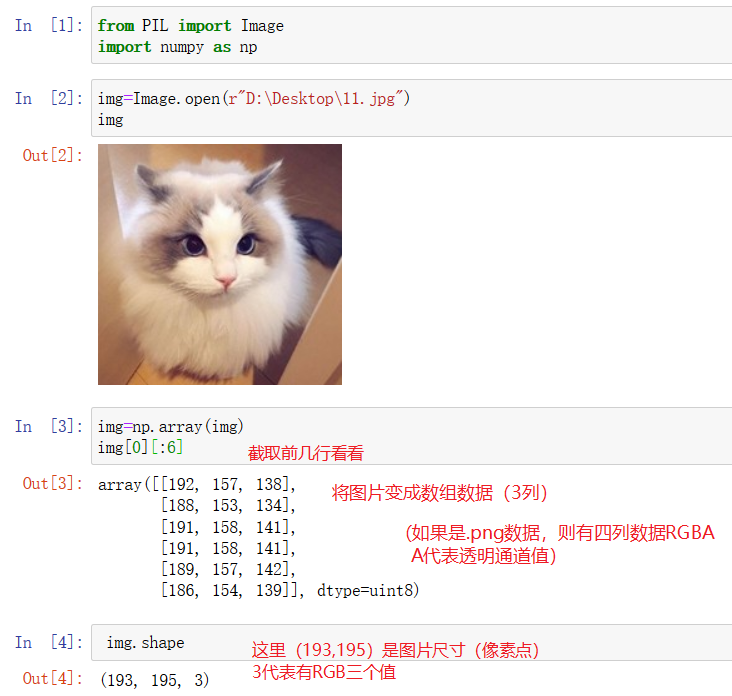 In [1]: from PIL import Image
import numpy as np
In [2]: img=Image.open(r"D:\Desktop\11.jpg")
img
Out[2]:
In [3]: img=np.array(img)
img[0][:6]
截取前几行看看
Out[3]: array([[192, 157, 138],
将图片变成数组数据（3列）
[188, 153, 134],
[191, 158, 141],
(如果是.png数据，则有四列数据RGBA
[191, 158, 141],
A代表透明通道值）
[189, 157, 142],
[186, 154, 139]], dtype=uint8)
In [4]: img.shape
这里（193,195）是图片尺寸（像素点）
3代表有RGB三个值
Out[4]: (193, 195, 3)